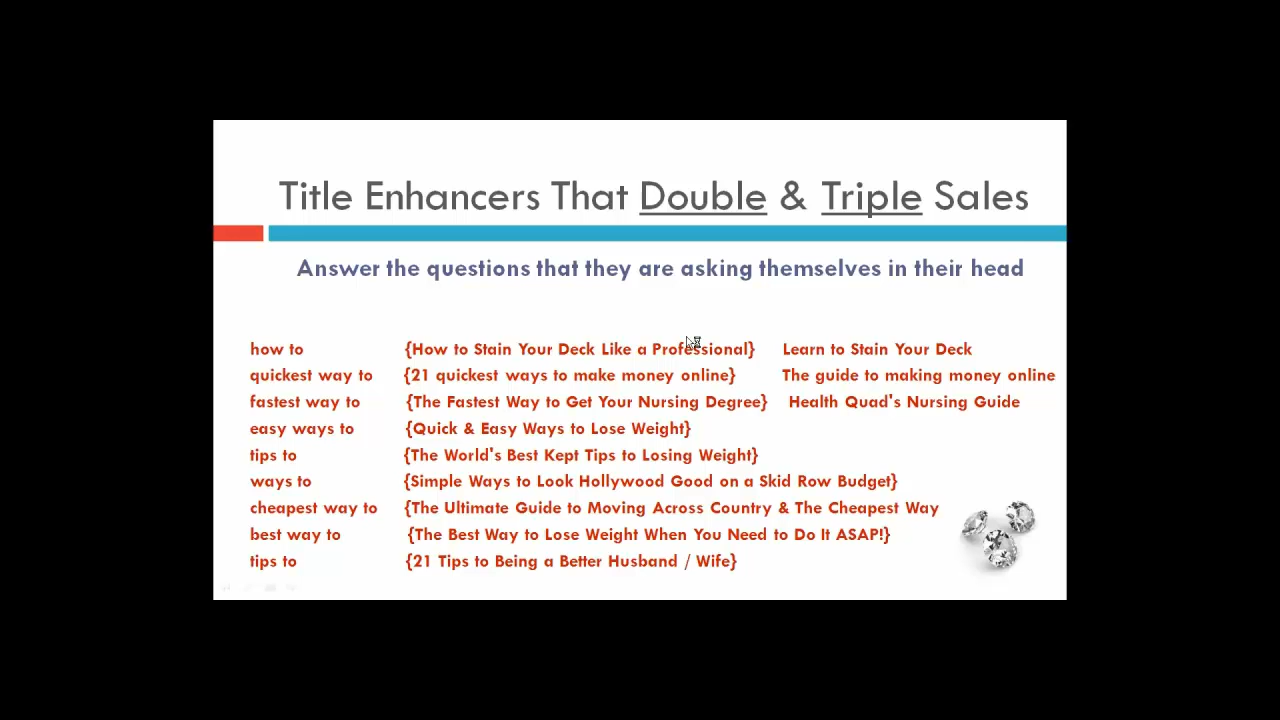 Title Enhancers That Double & Triple Sales
Answer the questions that they are asking themselves in their head
how to {How to Stain Your Deck Like a Professional} Learn to Stain Your Deck
quickest way to {21 quickest ways to make money online} The guide to making money online
fastest way to {The Fastest Way to Get Your Nursing Degree} Health Quad's Nursing Guide
easy ways to {Quick & Easy Ways to Lose Weight}
tips to {The World's Best Kept Tips to Losing Weight}
ways to {Simple Ways to Look Hollywood Good on a Skid Row Budget}
cheapest way to {The Ultimate Guide to Moving Across Country & The Cheapest Way
best way to {The Best Way to Lose Weight When You Need to Do It ASAP!}
tips to {21 Tips to Being a Better Husband / Wife}